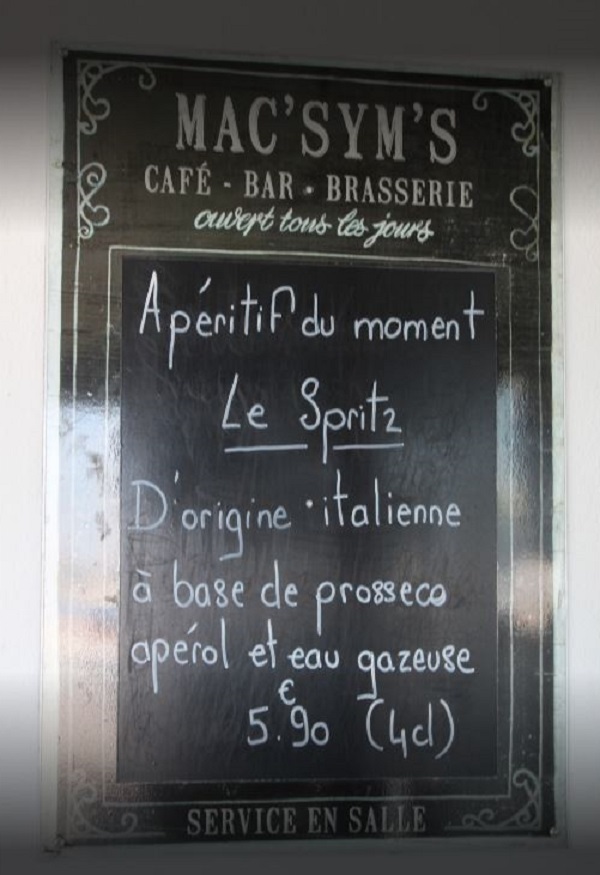 MAC'SYM'S
CAFÉ - BAR - BRASSERIE
ouvert tous les jours
Apéritif du moment
Le Spritz
D'origine italienne
à base de prosseco
apérol et eau gazeuse
5.€90 (4cl)
SERVICE EN SALLE